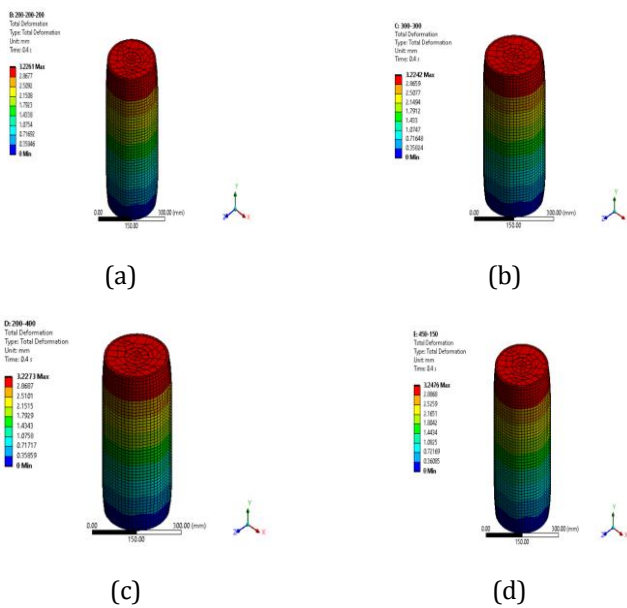 B: 200-200-200
Total Deformation
Type: Total Deformation
Unit: mm
Time: 0.4 s
3.2261 Max
2.8677
2.5092
2.1508
1.7923
1.4338
1.0754
0.71692
0.35846
0 Min
0.00
300.00 (mm)
150.00
Y
Z
X
(a)
C: 300-300
Total Deformation
Type: Total Deformation
Unit: mm
Time: 0.4 s
3.2242 Max
2.8659
2.5077
2.1494
1.7912
1.433
1.0747
0.71648
0.35824
0 Min
0.00
300.00 (mm)
150.00
Y
Z
X
(b)
D: 200-400
Total Deformation
Type: Total Deformation
Unit: mm
Time: 0.4 s
3.2273 Max
2.8687
2.5101
2.1515
1.7929
1.4343
1.0758
0.71717
0.35859
0 Min
0.00
300.00 (mm)
150.00
Y
Z
X
(c)
E: 450-150
Total Deformation
Type: Total Deformation
Unit: mm
Time: 0.4 s
3.2476 Max
2.8868
2.5259
2.1651
1.8042
1.4434
1.0825
0.72169
0.36085
0 Min
0.00
300.00 (mm)
150.00
Y
Z
X
(d)